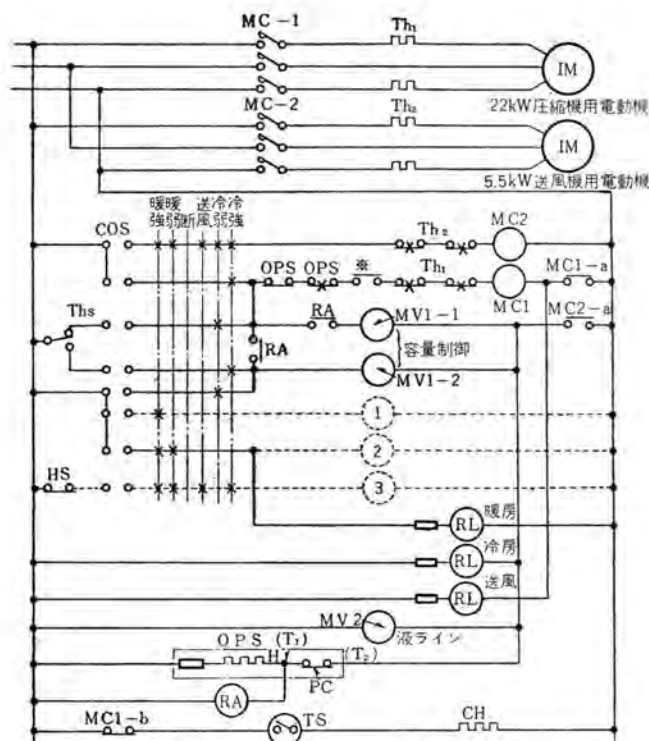 MC-1
Th₁
IM
22kW圧縮機用電動機
MC-2
Th₂
IM
5.5kW送風機用電動機
暖強
暖弱
断
送風
冷弱
冷強
COS
Th₂
MC2
OPS
OPS
※
Th₁
MC1
MC1-a
Ths
RA
MV1-1
MC2-a
RA
容量制御
MV1-2
1
2
HS
3
RL
暖房
RL
冷房
RL
送風
MV2
液ライン
OPS
H
(T₂)
PC
RA
MC1-b
TS
CH